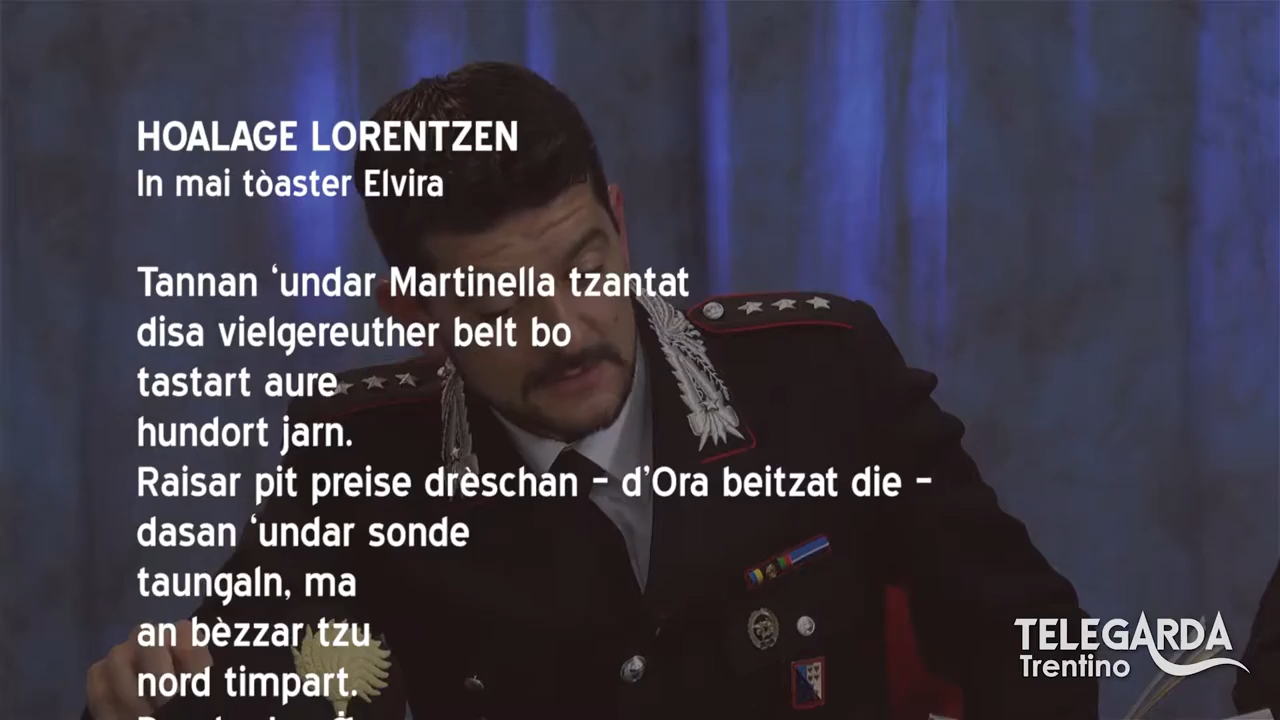 HOALAGE LORENTZEN
In mai tòaster Elvira
Tannan ‘undar Martinella tzantat
disa vielgereuther belt bo
tastart aure
hundort jarn.
Raisar pit preise drèschan – d’Ora beitzat die –
dasan ‘undar sonde
taungaln, ma
an bèzzar tzu
nord timpart.
TELEGARDA
Trentino